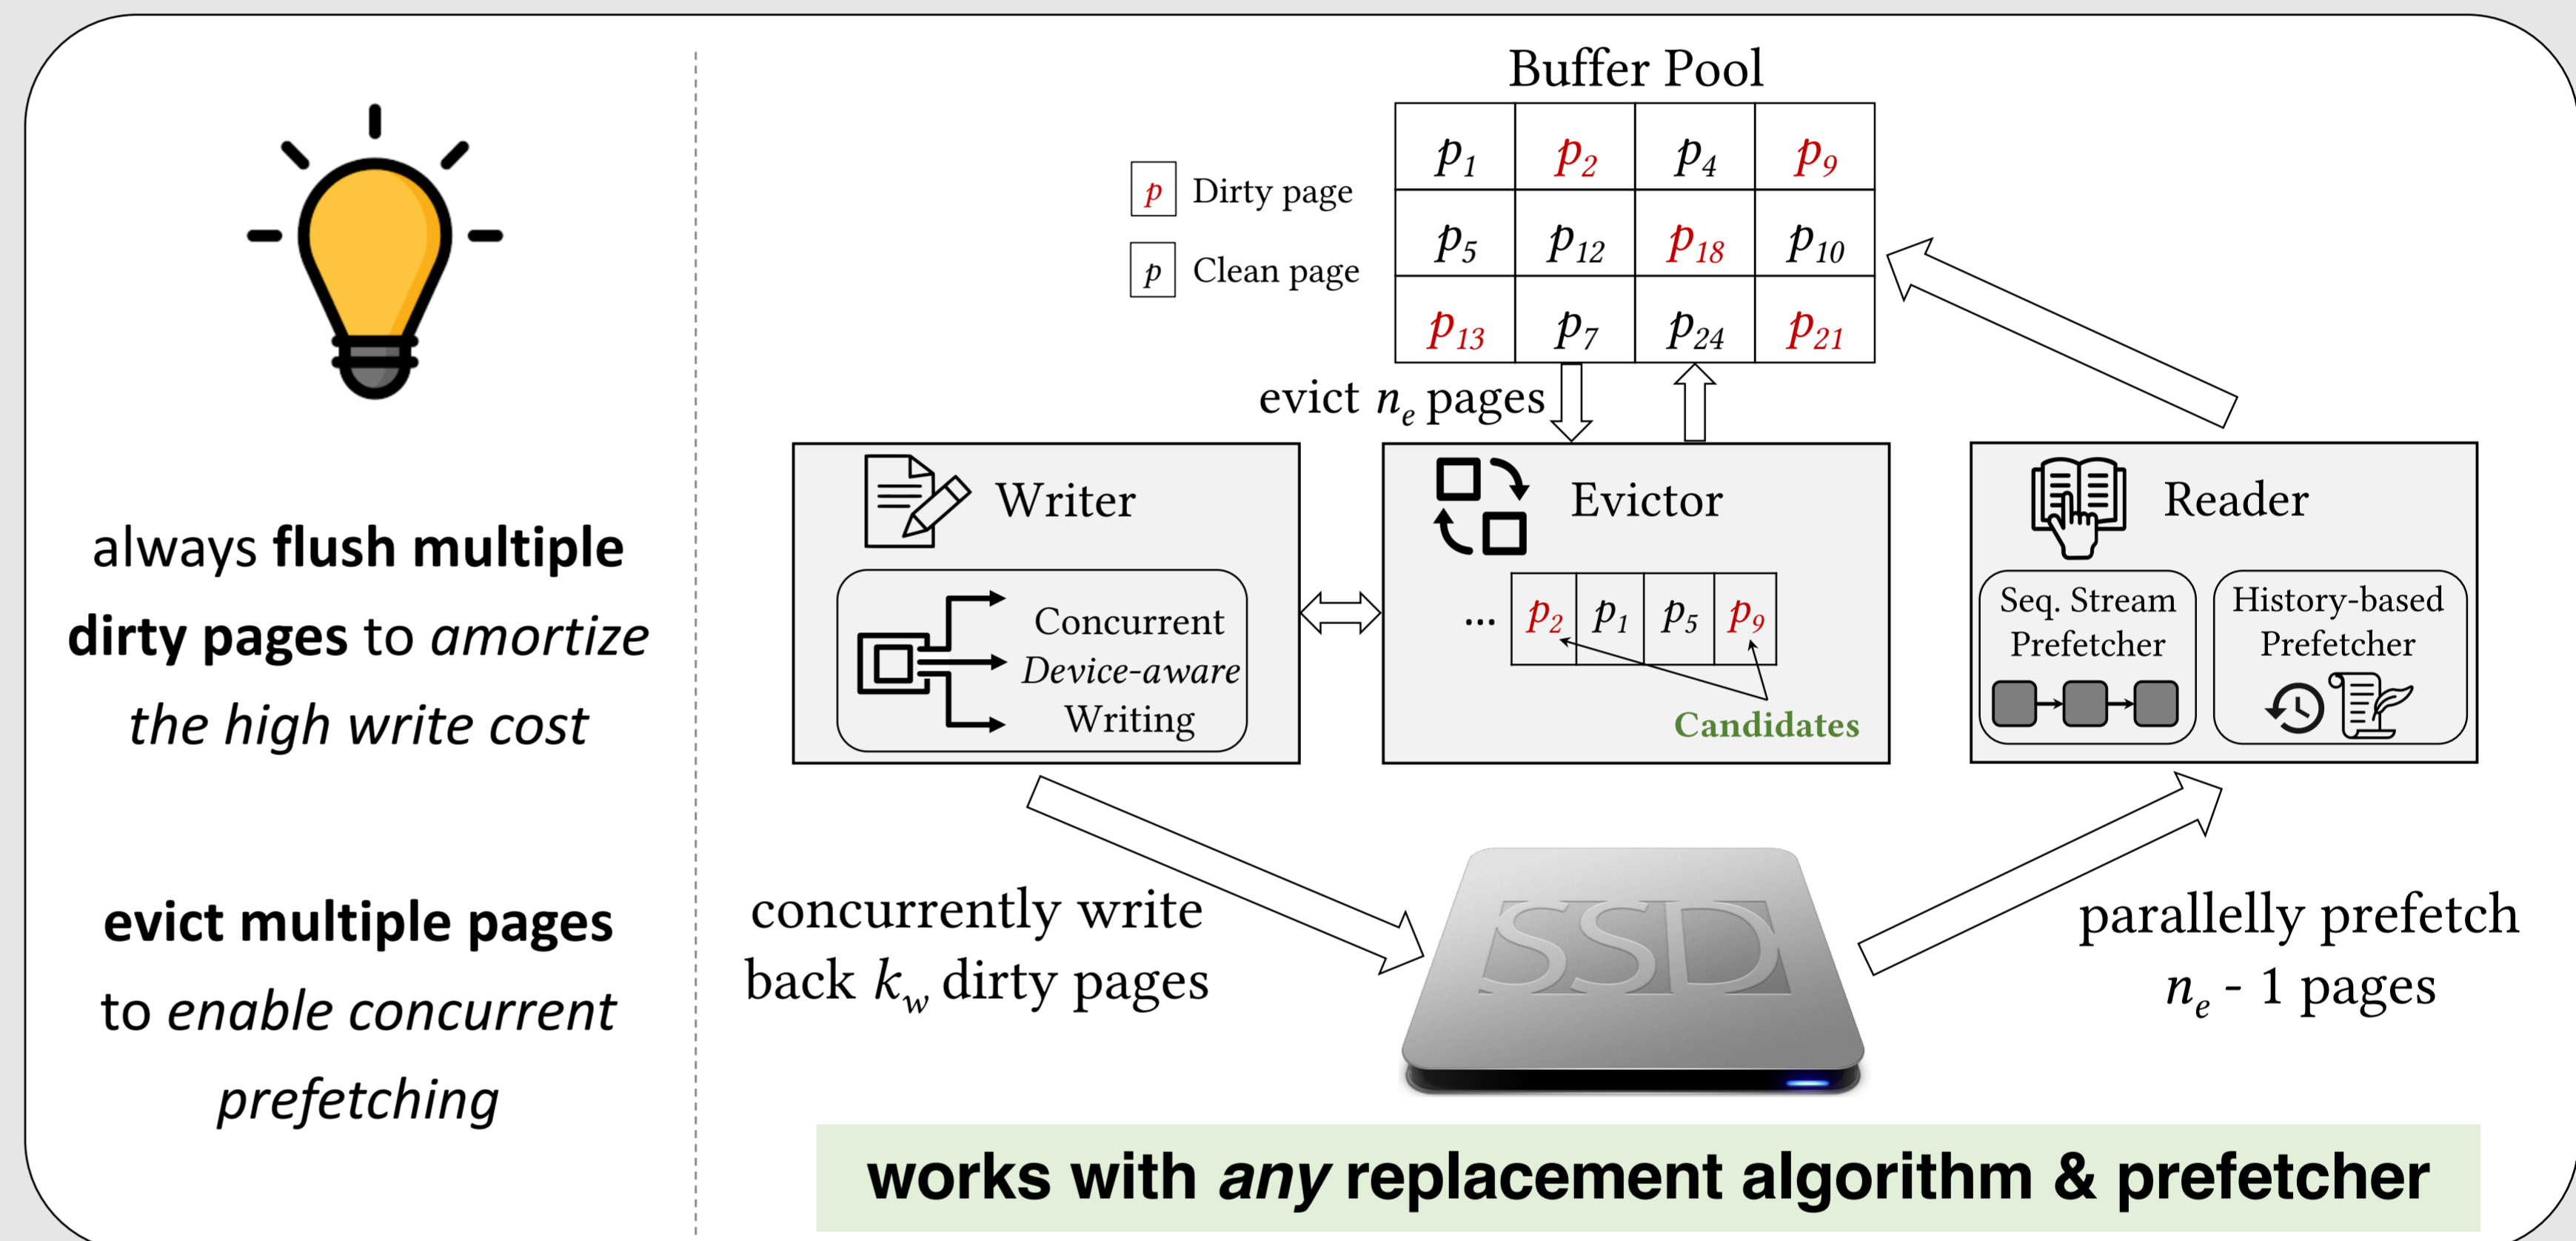 always flush multiple
dirty pages to amortize
the high write cost
evict multiple pages
to enable concurrent
prefetching
Buffer Pool
p Dirty page
p Clean page
p1 p2 p4 p9
p5 p12 p18 p10
p13 p7 p24 p21
evict ne pages
Writer
Concurrent
Device-aware
Writing
Evictor
... p2 p1 p5 p9
Candidates
Reader
Seq. Stream
Prefetcher
History-based
Prefetcher
concurrently write
back kw dirty pages
SSD
parallelly prefetch
ne - 1 pages
works with any replacement algorithm & prefetcher